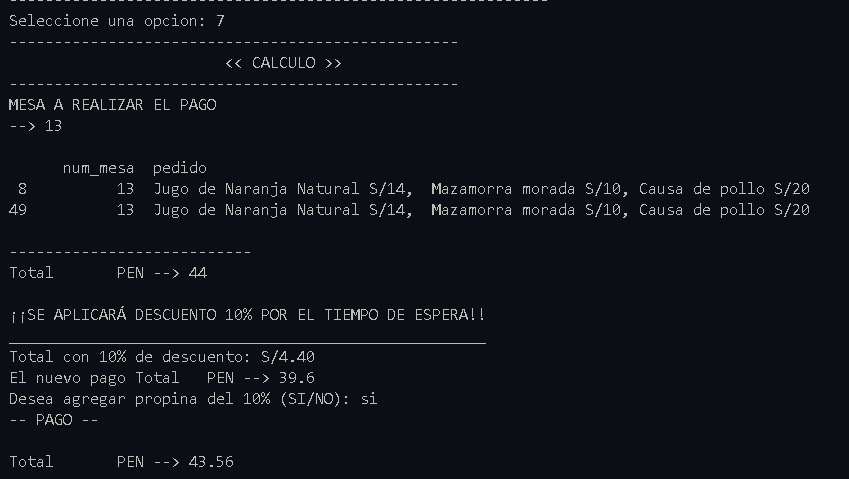 Seleccione una opcion: 7
<< CALCULO >>
MESA A REALIZAR EL PAGO
--> 13
num_mesa pedido
8 13 Jugo de Naranja Natural S/14, Mazamorra morada S/10, Causa de pollo S/20
49 13 Jugo de Naranja Natural S/14, Mazamorra morada S/10, Causa de pollo S/20
---------------------------
Total PEN --> 44
¡¡SE APLICARÁ DESCUENTO 10% POR EL TIEMPO DE ESPERA!!
Total con 10% de descuento: S/4.40
El nuevo pago Total PEN --> 39.6
Desea agregar propina del 10% (SI/NO): si
-- PAGO --
Total PEN --> 43.56